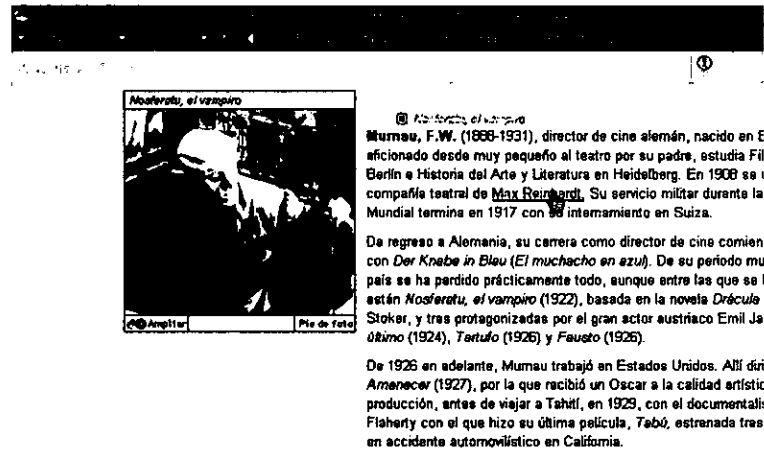 Nosferatu, el vampiro
Nosferatu, el vampiro
Murnau, F.W. (1888-1931), director de cine alemán, nacido en B
aficionado desde muy pequeño al teatro por su padre, estudia Fil
Berlín e Historia del Arte y Literatura en Heidelberg. En 1908 se u
compañía teatral de Max Reinhardt. Su servicio militar durante la
Mundial termina en 1917 con su internamiento en Suiza.
De regreso a Alemania, su carrera como director de cine comien
con Der Knabe in Blau (El muchacho en azul). De su periodo mu
país se ha perdido prácticamente todo, aunque entre las que se
están Nosferatu, el vampiro (1922), basada en la novela Drácula
Stoker, y tres protagonizadas por el gran actor austriaco Emil Ja
último (1924), Tartufo (1926) y Fausto (1926).
Ampliar
Pie de foto
De 1926 en adelante, Murnau trabajó en Estados Unidos. Allí diri
Amanecer (1927), por la que recibió un Oscar a la calidad artístic
producción, antes de viajar a Tahití, en 1929, con el documentalis
Flaherty con el que hizo su última película, Tabú, estrenada tras
en accidente automovilístico en California.